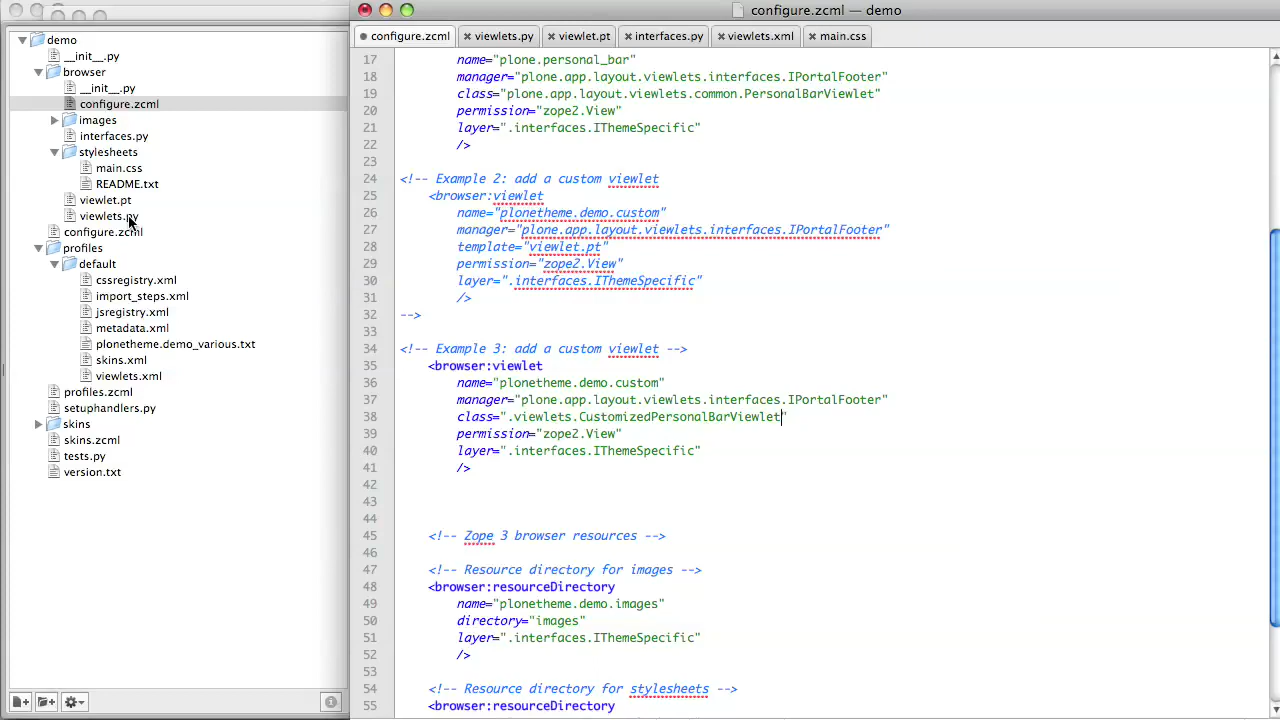 configure.zcml — demo
demo
__init__.py
browser
__init__.py
configure.zcml
images
interfaces.py
stylesheets
main.css
README.txt
viewlet.pt
viewlets.py
configure.zcml
profiles
default
cssregistry.xml
import_steps.xml
jsregistry.xml
metadata.xml
plonetheme.demo_various.txt
skins.xml
viewlets.xml
profiles.zcml
setuphandlers.py
skins
skins.zcml
tests.py
version.txt
configure.zcml viewlets.py viewlet.pt interfaces.py viewlets.xml main.css
17 name="plone.personal_bar"
18 manager="plone.app.layout.viewlets.interfaces.IPortalFooter"
19 class="plone.app.layout.viewlets.common.PersonalBarViewlet"
20 permission="zope2.View"
21 layer=".interfaces.IThemeSpecific"
22 />
23
24 <!-- Example 2: add a custom viewlet
25 <browser:viewlet
26 name="plonetheme.demo.custom"
27 manager="plone.app.layout.viewlets.interfaces.IPortalFooter"
28 template="viewlet.pt"
29 permission="zope2.View"
30 layer=".interfaces.IThemeSpecific"
31 />
32 -->
33
34 <!-- Example 3: add a custom viewlet -->
35 <browser:viewlet
36 name="plonetheme.demo.custom"
37 manager="plone.app.layout.viewlets.interfaces.IPortalFooter"
38 class=".viewlets.CustomizedPersonalBarViewlet"
39 permission="zope2.View"
40 layer=".interfaces.IThemeSpecific"
41 />
42
43
44
45 <!-- Zope 3 browser resources -->
46
47 <!-- Resource directory for images -->
48 <browser:resourceDirectory
49 name="plonetheme.demo.images"
50 directory="images"
51 layer=".interfaces.IThemeSpecific"
52 />
53
54 <!-- Resource directory for stylesheets -->
55 <browser:resourceDirectory